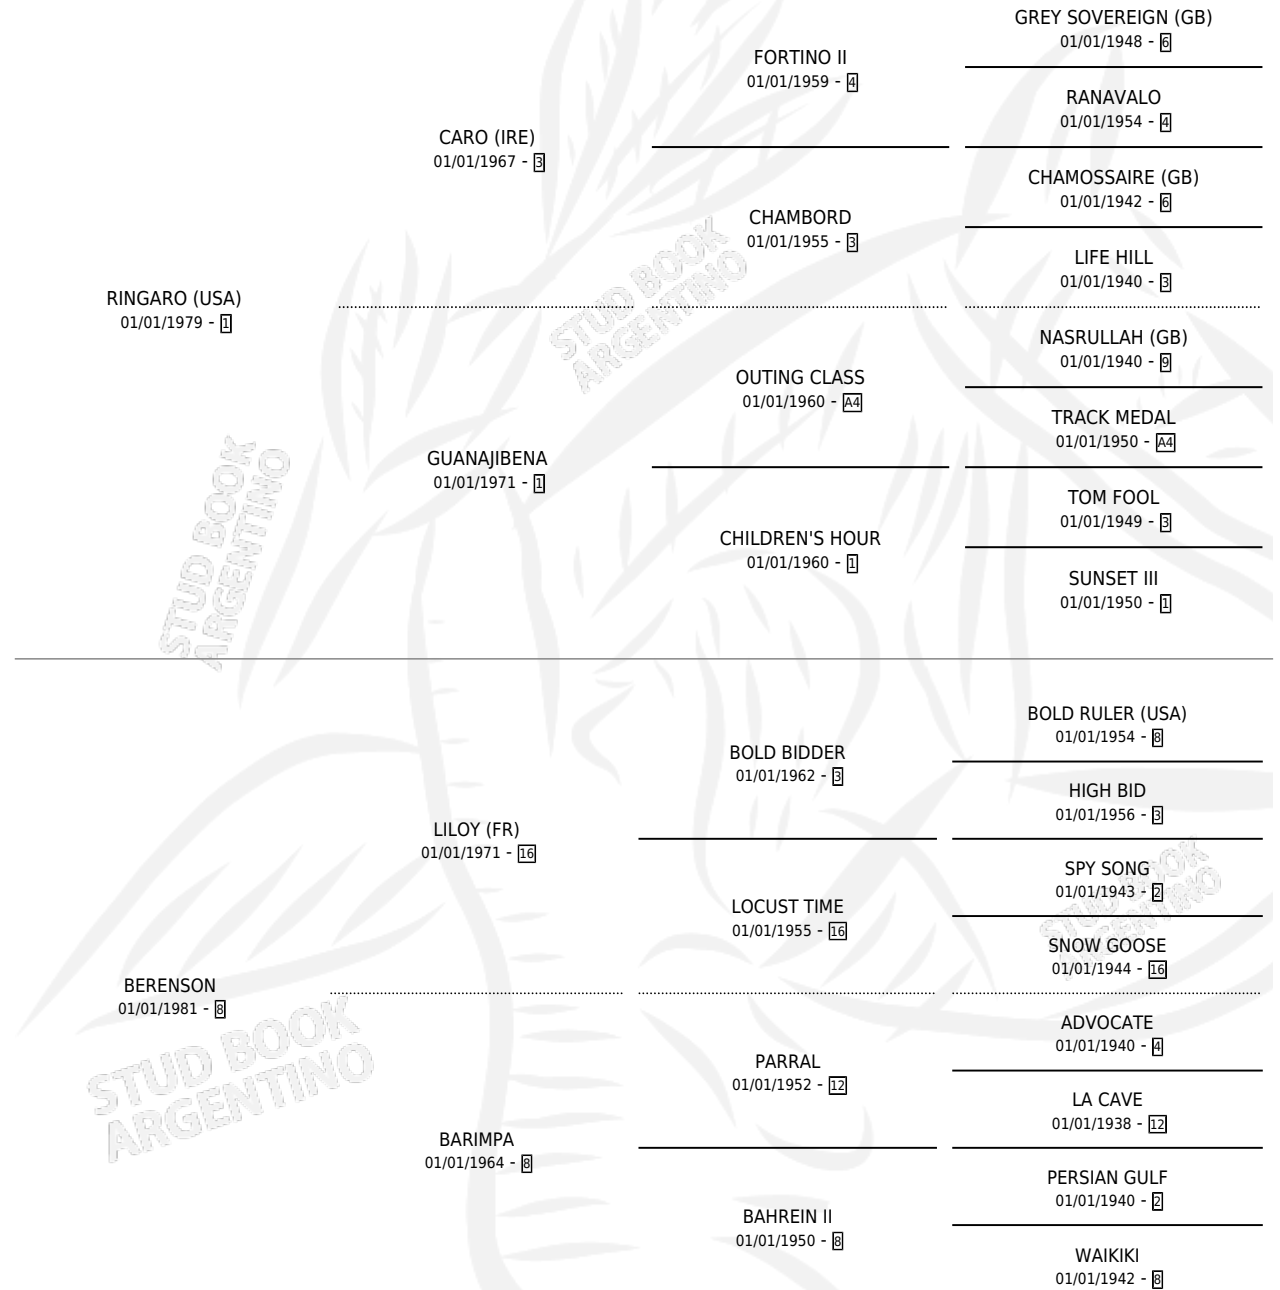 GREY SOVEREIGN (GB)
01/01/1948 - 6
FORTINO II
01/01/1959 - 4
RANAVALO
01/01/1954 - 4
CARO (IRE)
01/01/1967 - 3
CHAMOSSAIRE (GB)
01/01/1942 - 6
CHAMBORD
01/01/1955 - 3
LIFE HILL
01/01/1940 - 3
RINGARO (USA)
01/01/1979 - 1
STUD BOOK
ARGENTINO
NASRULLAH (GB)
01/01/1940 - 9
OUTING CLASS
01/01/1960 - A4
TRACK MEDAL
01/01/1950 - A4
GUANAJIBENA
01/01/1971 - 1
TOM FOOL
01/01/1949 - 3
CHILDREN'S HOUR
01/01/1960 - 1
SUNSET III
01/01/1950 - 1
STUD BOOK
ARGENTINO
BOLD RULER (USA)
01/01/1954 - 8
BOLD BIDDER
01/01/1962 - 3
HIGH BID
01/01/1956 - 3
LILOY (FR)
01/01/1971 - 16
SPY SONG
01/01/1943 - 2
LOCUST TIME
01/01/1955 - 16
SNOW GOOSE
01/01/1944 - 16
STUD BOOK
ARGENTINO
BERENSON
01/01/1981 - 8
ADVOCATE
01/01/1940 - 4
PARRAL
01/01/1952 - 12
LA CAVE
01/01/1938 - 12
STUD BOOK
ARGENTINO
BARIMPA
01/01/1964 - 8
PERSIAN GULF
01/01/1940 - 2
BAHREIN II
01/01/1950 - 8
WAIKIKI
01/01/1942 - 8